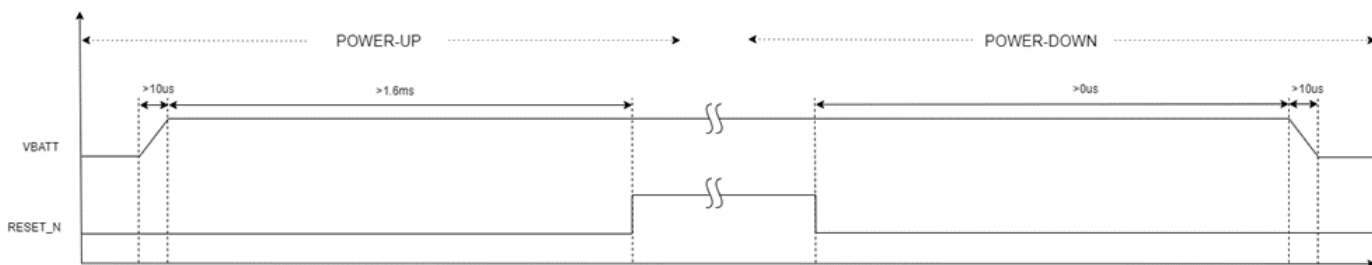 POWER-UP
POWER-DOWN
>10us
>1.6ms
>0us
>10us
VBATT
RESET_N